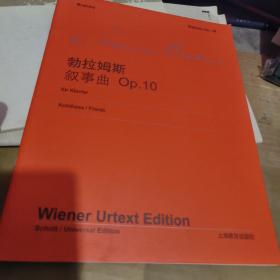 勃拉姆斯
叙事曲 Op.10
für Klavier
Wiener Urtext Edition
Schott / Universal Edition
上海教育出版社